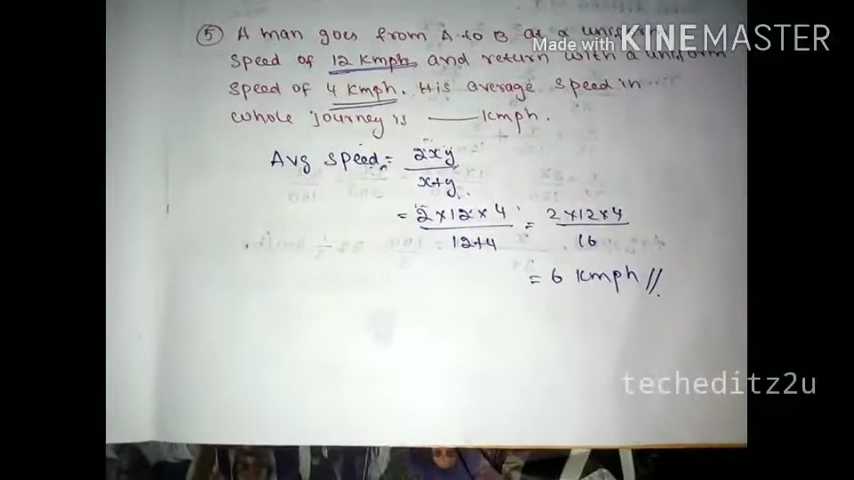 ⑤ A man goes from A to B at a
Made with KINEMASTER
speed of 12 kmph and return with a uniform
speed of 4 kmph. His average speed in
whole journey is ——— kmph.
Avg speed = 2xy / x+y
= 2×12×4 / 12+4 = 2×12×4 / 16
= 6 kmph //.
techeditz2u